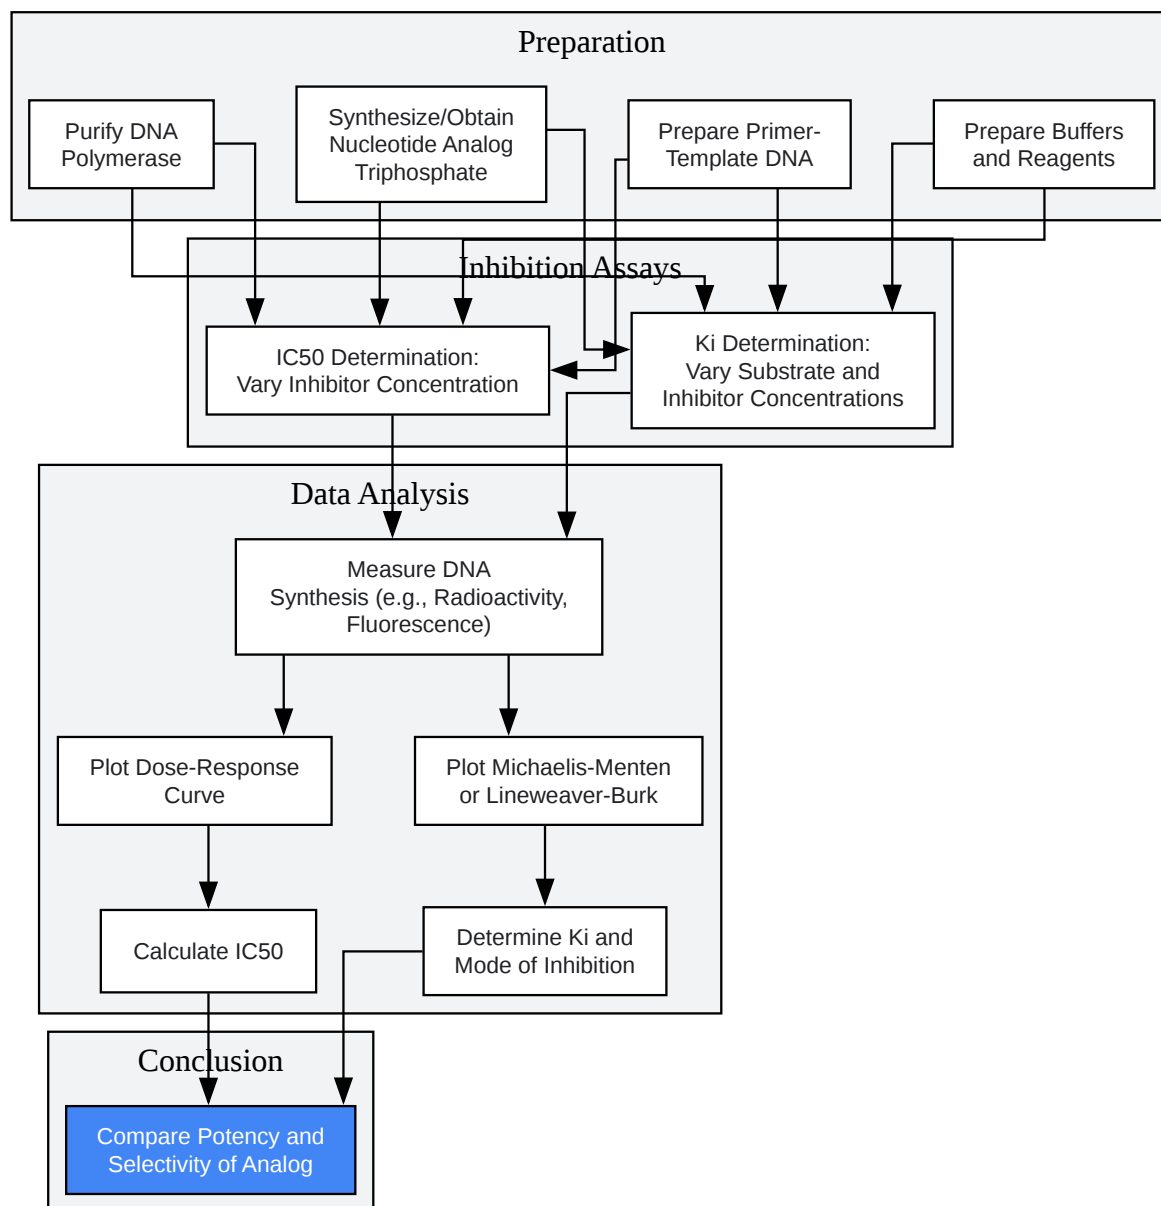 Preparation
Purify DNA
Polymerase
Synthesize/Obtain
Nucleotide Analog
Triphosphate
Prepare Primer-
Template DNA
Prepare Buffers
and Reagents
Inhibition Assays
IC50 Determination:
Vary Inhibitor Concentration
Ki Determination:
Vary Substrate and
Inhibitor Concentrations
Data Analysis
Measure DNA
Synthesis (e.g., Radioactivity,
Fluorescence)
Plot Dose-Response
Curve
Plot Michaelis-Menten
or Lineweaver-Burk
Calculate IC50
Determine Ki and
Mode of Inhibition
Conclusion
Compare Potency and
Selectivity of Analog